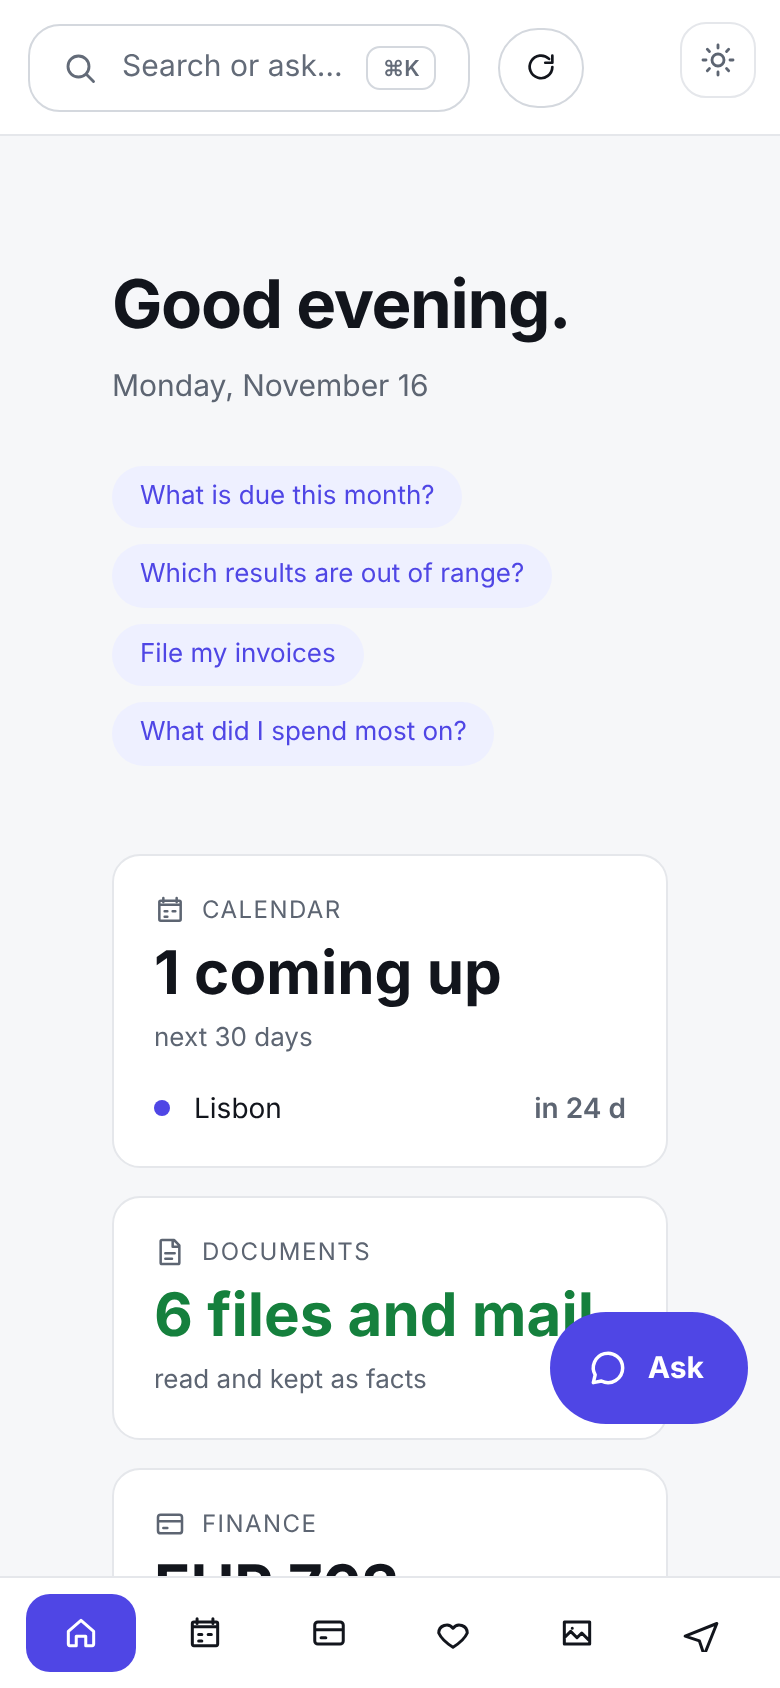 Search or ask...
⌘K
Good evening.
Monday, November 16
What is due this month?
Which results are out of range?
File my invoices
What did I spend most on?
CALENDAR
1 coming up
next 30 days
Lisbon
in 24 d
DOCUMENTS
6 files and mail
read and kept as facts
Ask
FINANCE
EUR